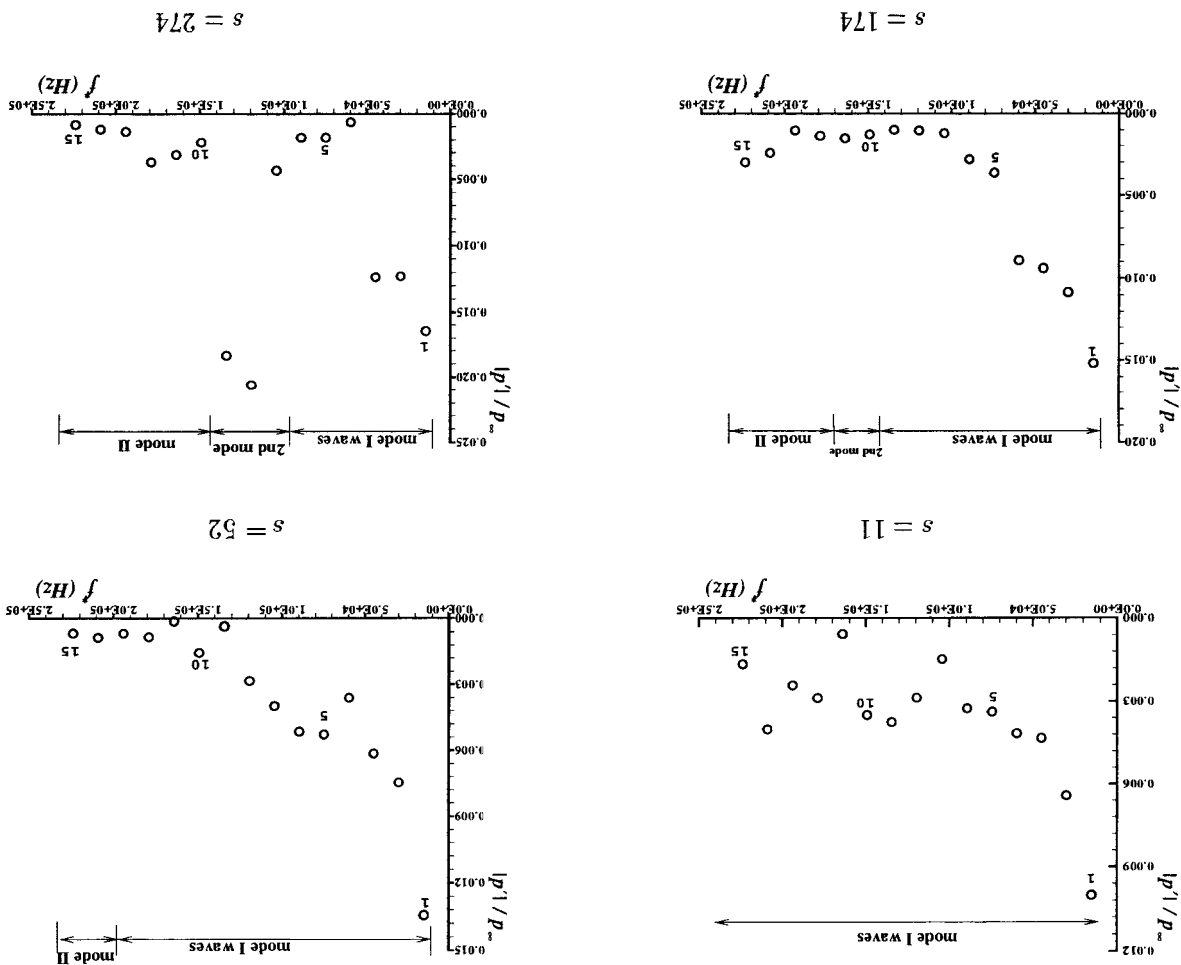 |p'| / p∞
0.012
mode I waves
1
0.009
0.006
0.003
5
10
15
0.000
0.0E+00 5.0E+04 1.0E+05 1.5E+05 2.0E+05 2.5E+05
f* (Hz)
s = 11
|p'| / p∞
0.015
mode I waves
mode II
1
0.012
0.009
0.006
5
0.003
10
15
0.000
0.0E+00 5.0E+04 1.0E+05 1.5E+05 2.0E+05 2.5E+05
f* (Hz)
s = 52
|p'| / p∞
0.020
mode I waves
2nd mode
mode II
1
0.015
0.010
0.005
5
10
15
0.000
0.0E+00 5.0E+04 1.0E+05 1.5E+05 2.0E+05 2.5E+05
f* (Hz)
s = 174
|p'| / p∞
0.025
mode I waves
2nd mode
mode II
0.020
1
0.015
0.010
0.005
5
10
15
0.000
0.0E+00 5.0E+04 1.0E+05 1.5E+05 2.0E+05 2.5E+05
f* (Hz)
s = 274